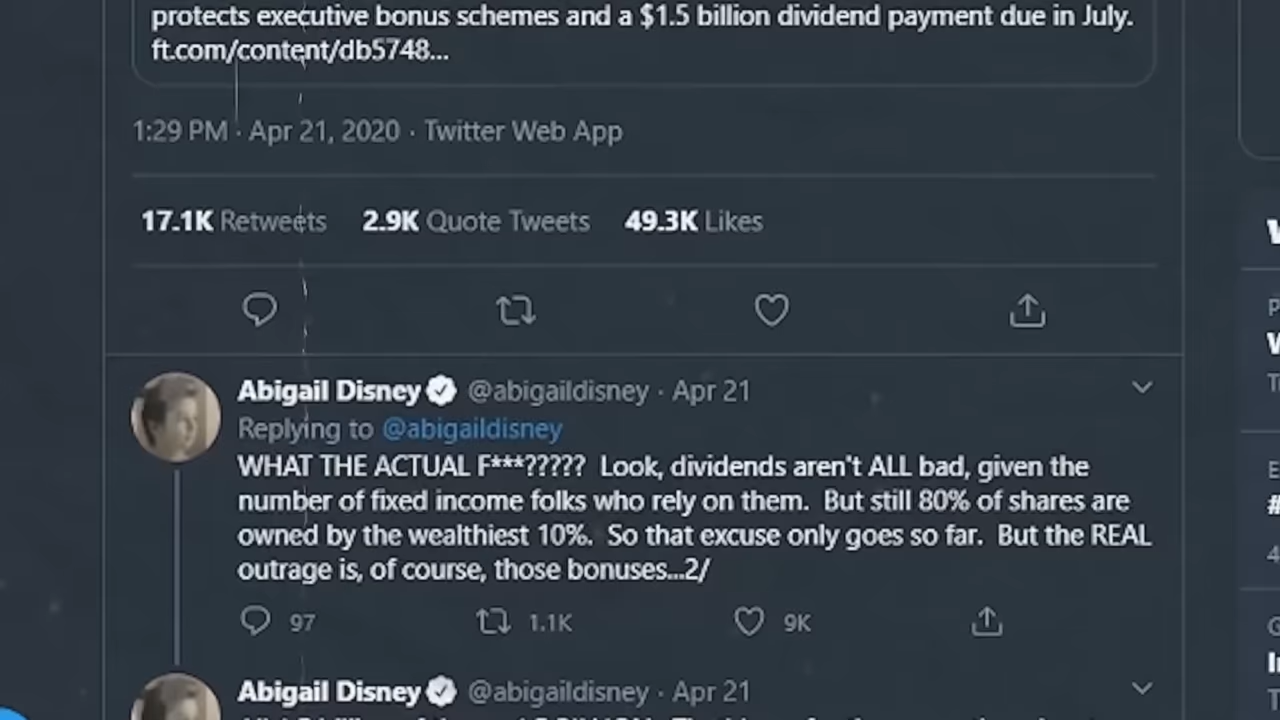 protects executive bonus schemes and a $1.5 billion dividend payment due in July.
ft.com/content/db5748...
1:29 PM · Apr 21, 2020 · Twitter Web App
17.1K Retweets 2.9K Quote Tweets 49.3K Likes
Abigail Disney @abigaildisney · Apr 21
Replying to @abigaildisney
WHAT THE ACTUAL F***????? Look, dividends aren't ALL bad, given the
number of fixed income folks who rely on them. But still 80% of shares are
owned by the wealthiest 10%. So that excuse only goes so far. But the REAL
outrage is, of course, those bonuses...2/
97 1.1K 9K
Abigail Disney @abigaildisney · Apr 21